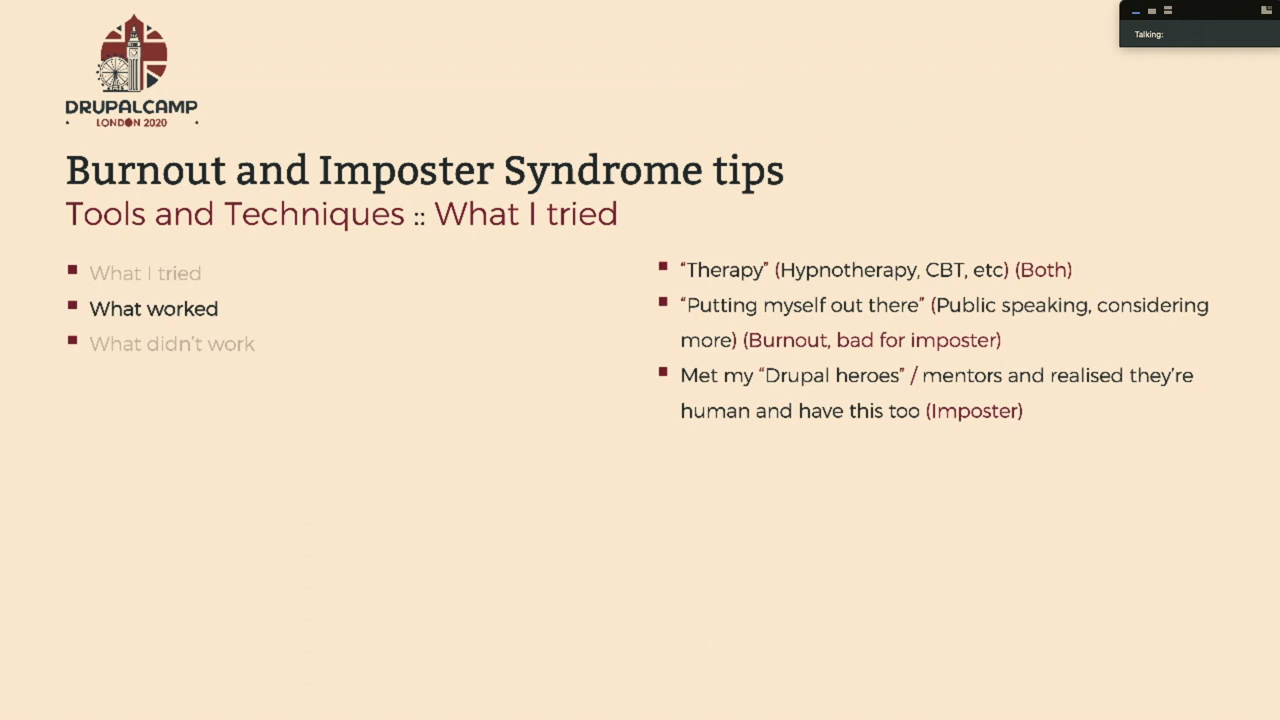 Talking:
DRUPALCAMP
LONDON 2020
Burnout and Imposter Syndrome tips
Tools and Techniques :: What I tried
What I tried
What worked
What didn't work
“Therapy” (Hypnotherapy, CBT, etc) (Both)
“Putting myself out there” (Public speaking, considering
more) (Burnout, bad for imposter)
Met my “Drupal heroes” / mentors and realised they're
human and have this too (Imposter)